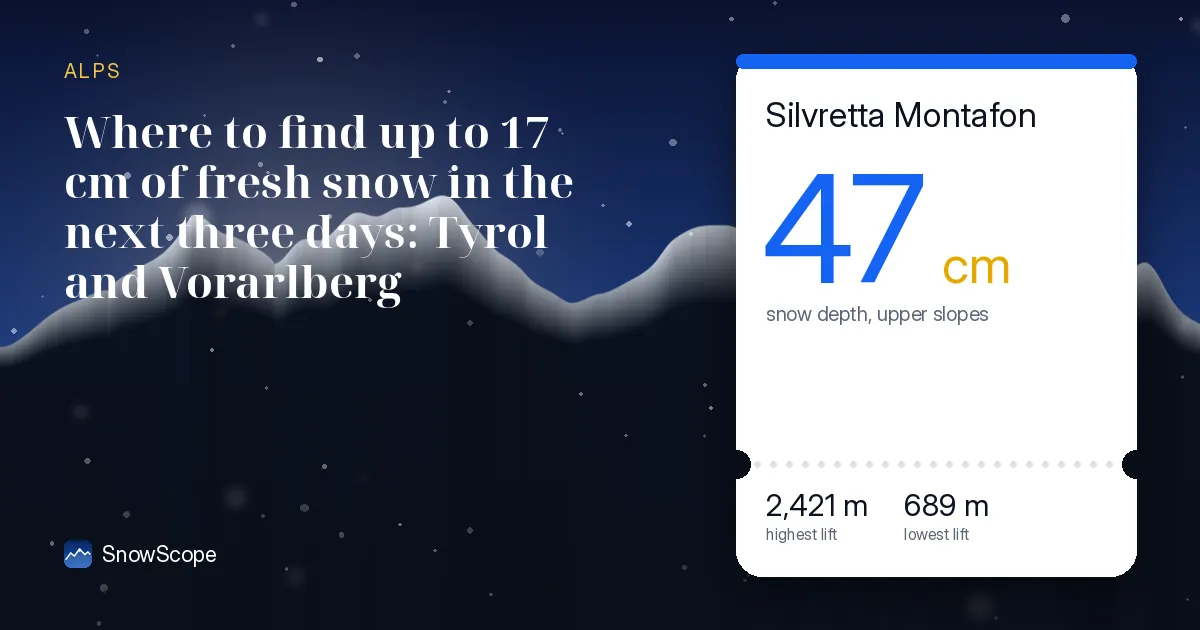 ALPS
Where to find up to 17
cm of fresh snow in the
next three days: Tyrol
and Vorarlberg
SnowScope
Silvretta Montafon
47 cm
snow depth, upper slopes
2,421 m 689 m
highest lift lowest lift